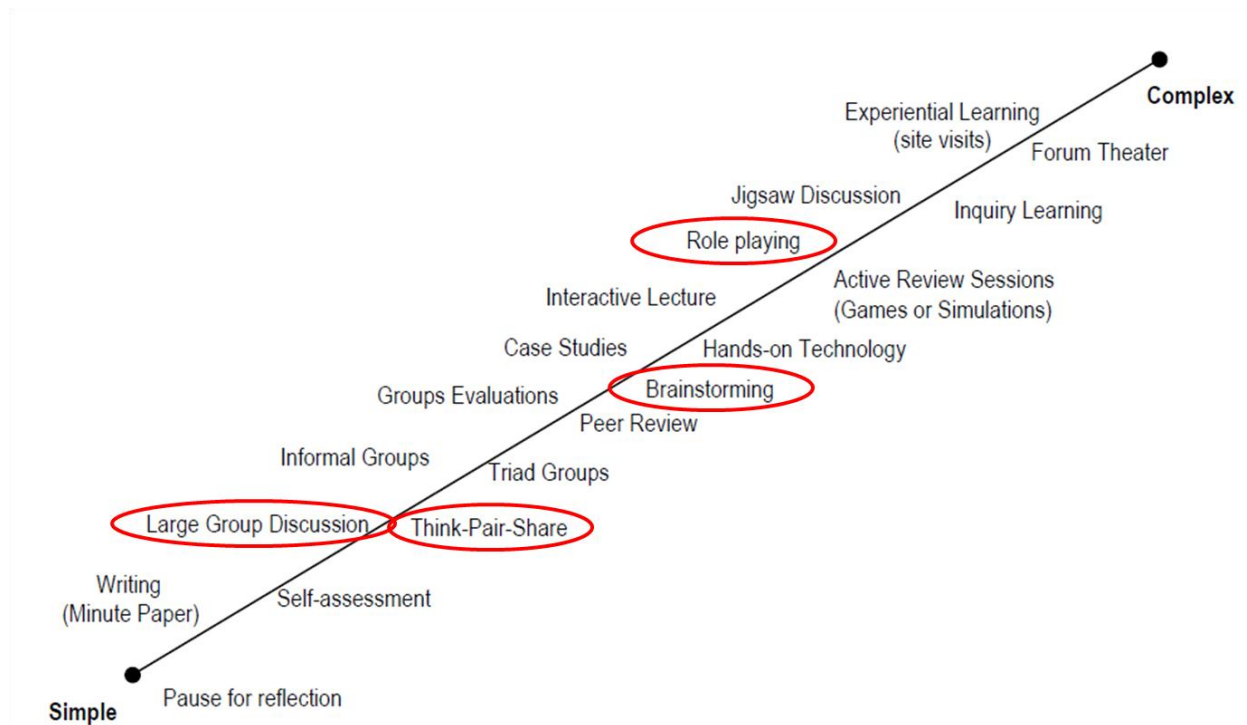 Complex
Experiential Learning
(site visits)
Forum Theater
Jigsaw Discussion
Inquiry Learning
Role playing
Active Review Sessions
(Games or Simulations)
Interactive Lecture
Case Studies
Hands-on Technology
Brainstorming
Groups Evaluations
Peer Review
Informal Groups
Triad Groups
Large Group Discussion
Think-Pair-Share
Writing
(Minute Paper)
Self-assessment
Pause for reflection
Simple